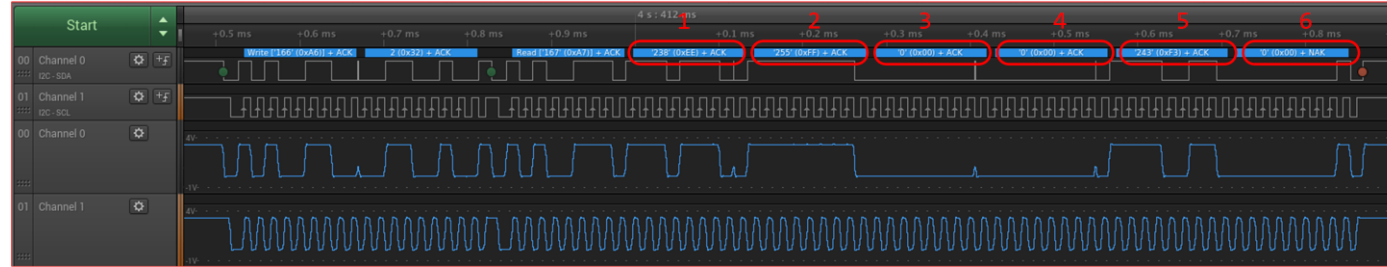 Start
4 s : 412 ms
1 2 3 4 5 6
+0.5 ms +0.6 ms +0.7 ms +0.8 ms +0.9 ms +0.1 ms +0.2 ms +0.3 ms +0.4 ms +0.5 ms +0.6 ms +0.7 ms +0.8 ms
00 Channel 0
I2C - SDA
Write ['166' (0xA6)] + ACK 2 (0x32) + ACK Read ['167' (0xA7)] + ACK '238' (0xEE) + ACK '255' (0xFF) + ACK '0' (0x00) + ACK '0' (0x00) + ACK '243' (0xF3) + ACK '0' (0x00) + NAK
01 Channel 1
I2C - SCL
00 Channel 0
4V
-1V
01 Channel 1
4V
-1V